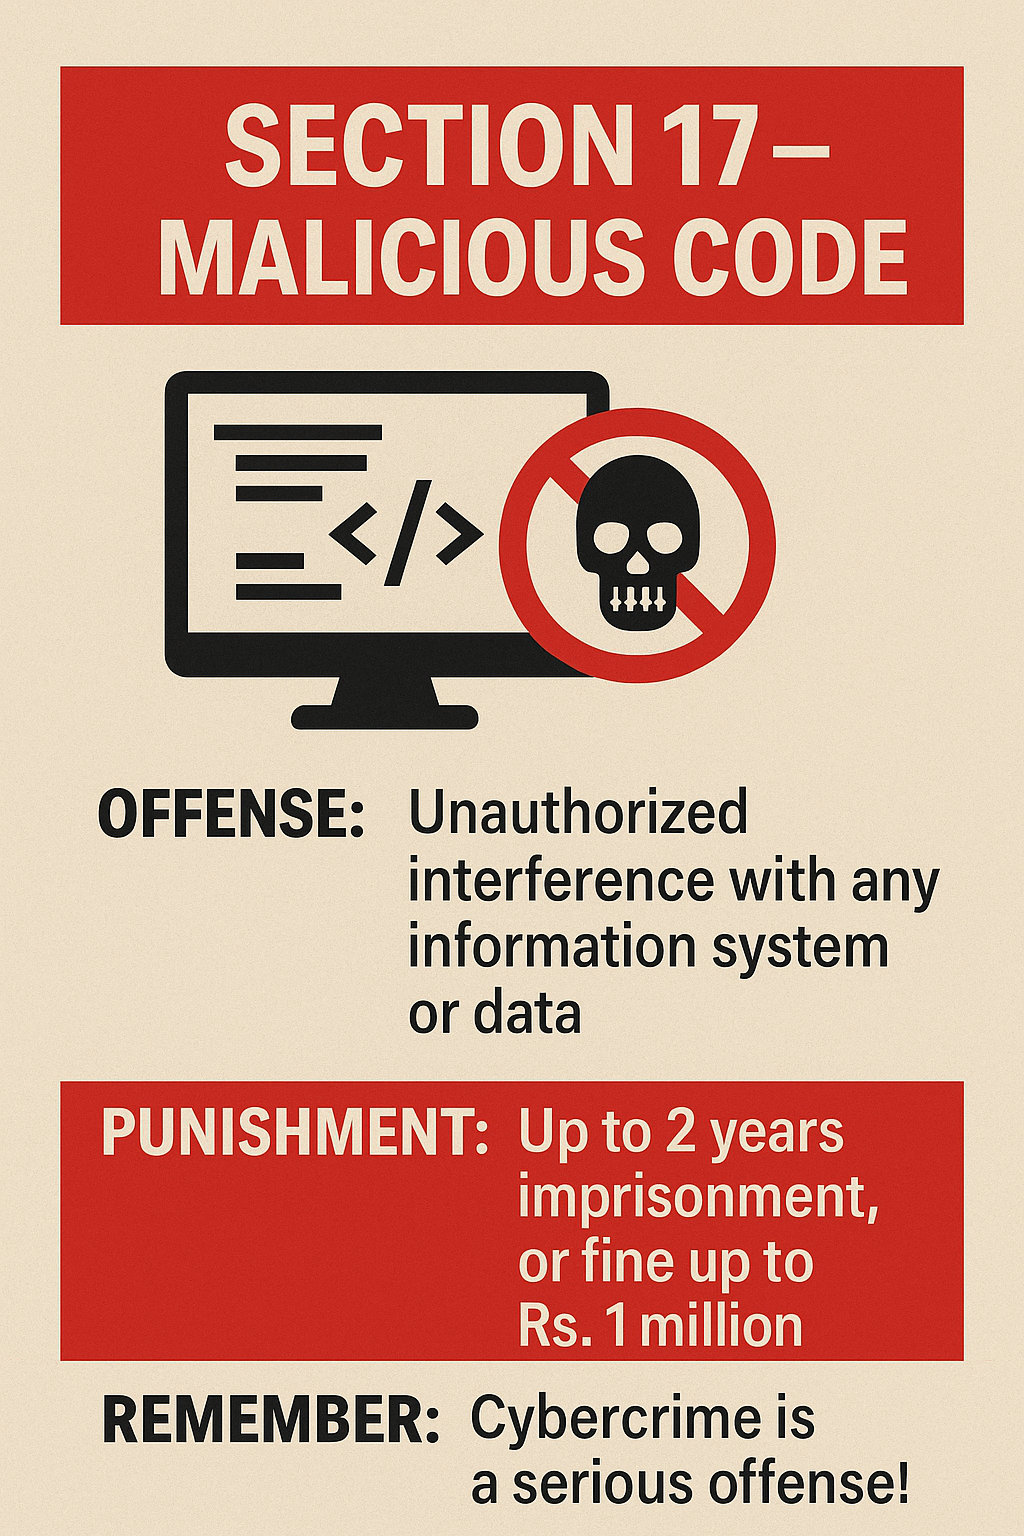 SECTION 17—
MALICIOUS CODE
</>
OFFENSE: Unauthorized
interference with any
information system
or data
PUNISHMENT: Up to 2 years
imprisonment,
or fine up to
Rs. 1 million
REMEMBER: Cybercrime is
a serious offense!